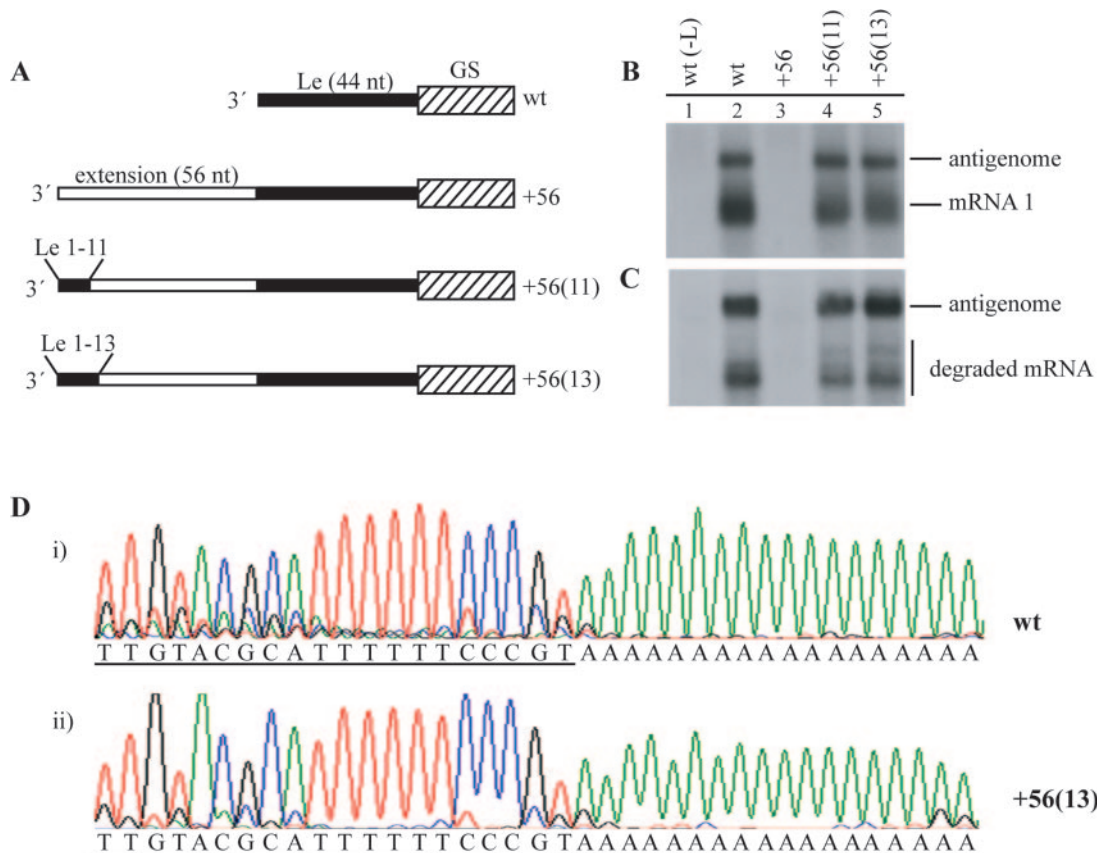 A
Le (44 nt)
GS
3´
wt
extension (56 nt)
3´
+56
Le 1-11
3´
+56(11)
Le 1-13
3´
+56(13)
B
wt (-L)
wt
+56
+56(11)
+56(13)
1 2 3 4 5
antigenome
mRNA 1
C
antigenome
degraded mRNA
D
i)
wt
T T G T A C G C A T T T T T T C C C G T A A A A A A A A A A A A A A A A A A
ii)
+56(13)
T T G T A C G C A T T T T T T C C C G T A A A A A A A A A A A A A A A A A A